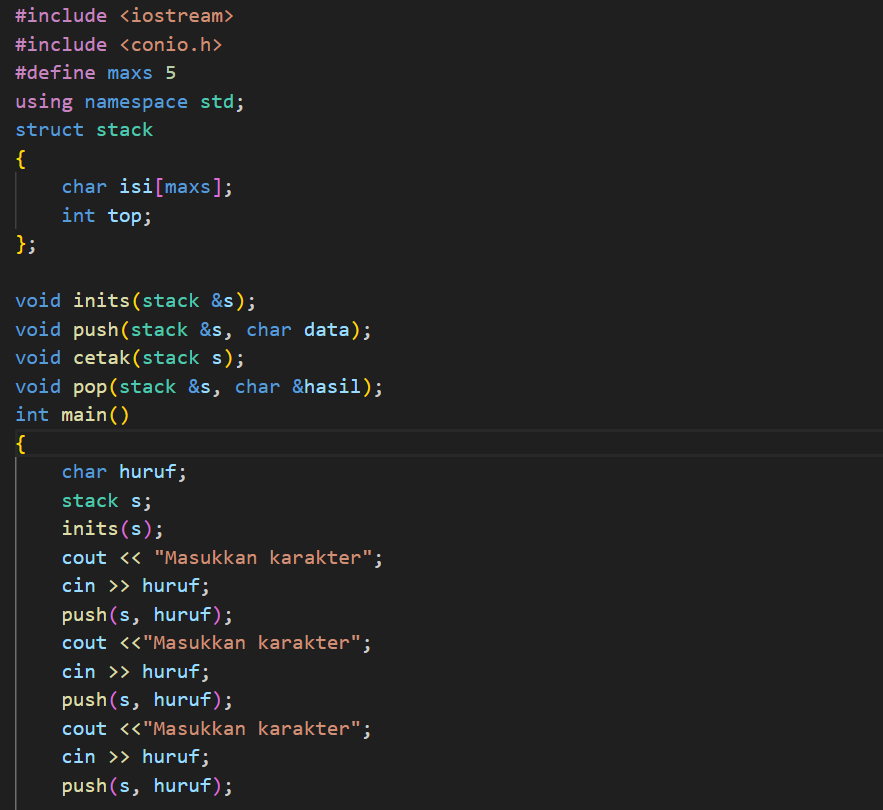 #include <iostream>
#include <conio.h>
#define maxs 5
using namespace std;
struct stack
{
    char isi[maxs];
    int top;
};

void inits(stack &s);
void push(stack &s, char data);
void cetak(stack s);
void pop(stack &s, char &hasil);
int main()
{
    char huruf;
    stack s;
    inits(s);
    cout << "Masukkan karakter";
    cin >> huruf;
    push(s, huruf);
    cout <<"Masukkan karakter";
    cin >> huruf;
    push(s, huruf);
    cout <<"Masukkan karakter";
    cin >> huruf;
    push(s, huruf);